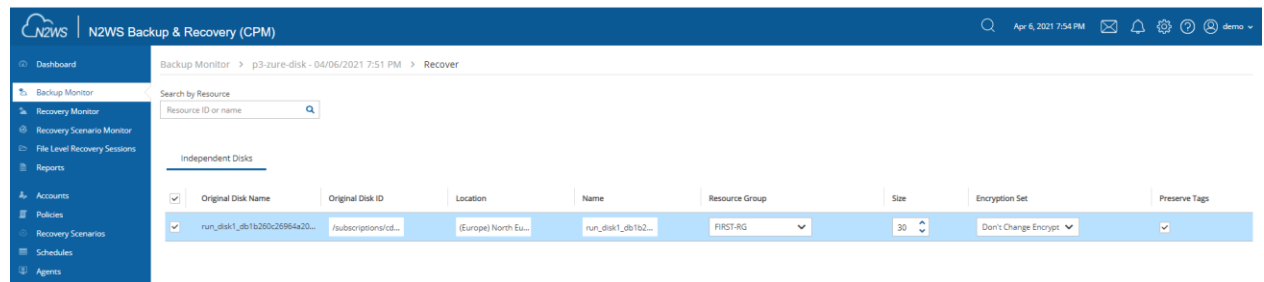 N2WS N2WS Backup & Recovery (CPM) Apr 6, 2021 7:54 PM demo
Dashboard
Backup Monitor
Recovery Monitor
Recovery Scenario Monitor
File Level Recovery Sessions
Reports
Accounts
Policies
Recovery Scenarios
Schedules
Agents
Backup Monitor > p3-zure-disk - 04/06/2021 7:51 PM > Recover
Search by Resource
Resource ID or name
Independent Disks
Original Disk Name Original Disk ID Location Name Resource Group Size Encryption Set Preserve Tags
run_disk1_db1b260c26964a20... /subscriptions/cd... (Europe) North Eu... run_disk1_db1b2... FIRST-RG 30 Don't Change Encrypt